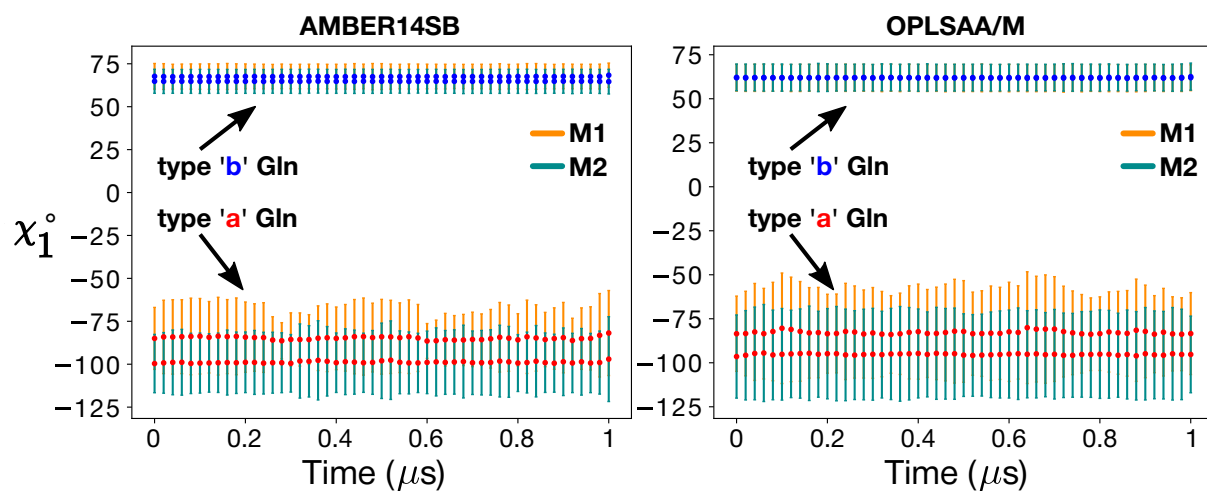 AMBER14SB
75
50
25
0
−25
−50
−75
−100
−125
χ₁°
type 'b' Gln
type 'a' Gln
M1
M2
0 0.2 0.4 0.6 0.8 1
Time (μs)
OPLSAA/M
75
50
25
0
−25
−50
−75
−100
−125
type 'b' Gln
type 'a' Gln
M1
M2
0 0.2 0.4 0.6 0.8 1
Time (μs)